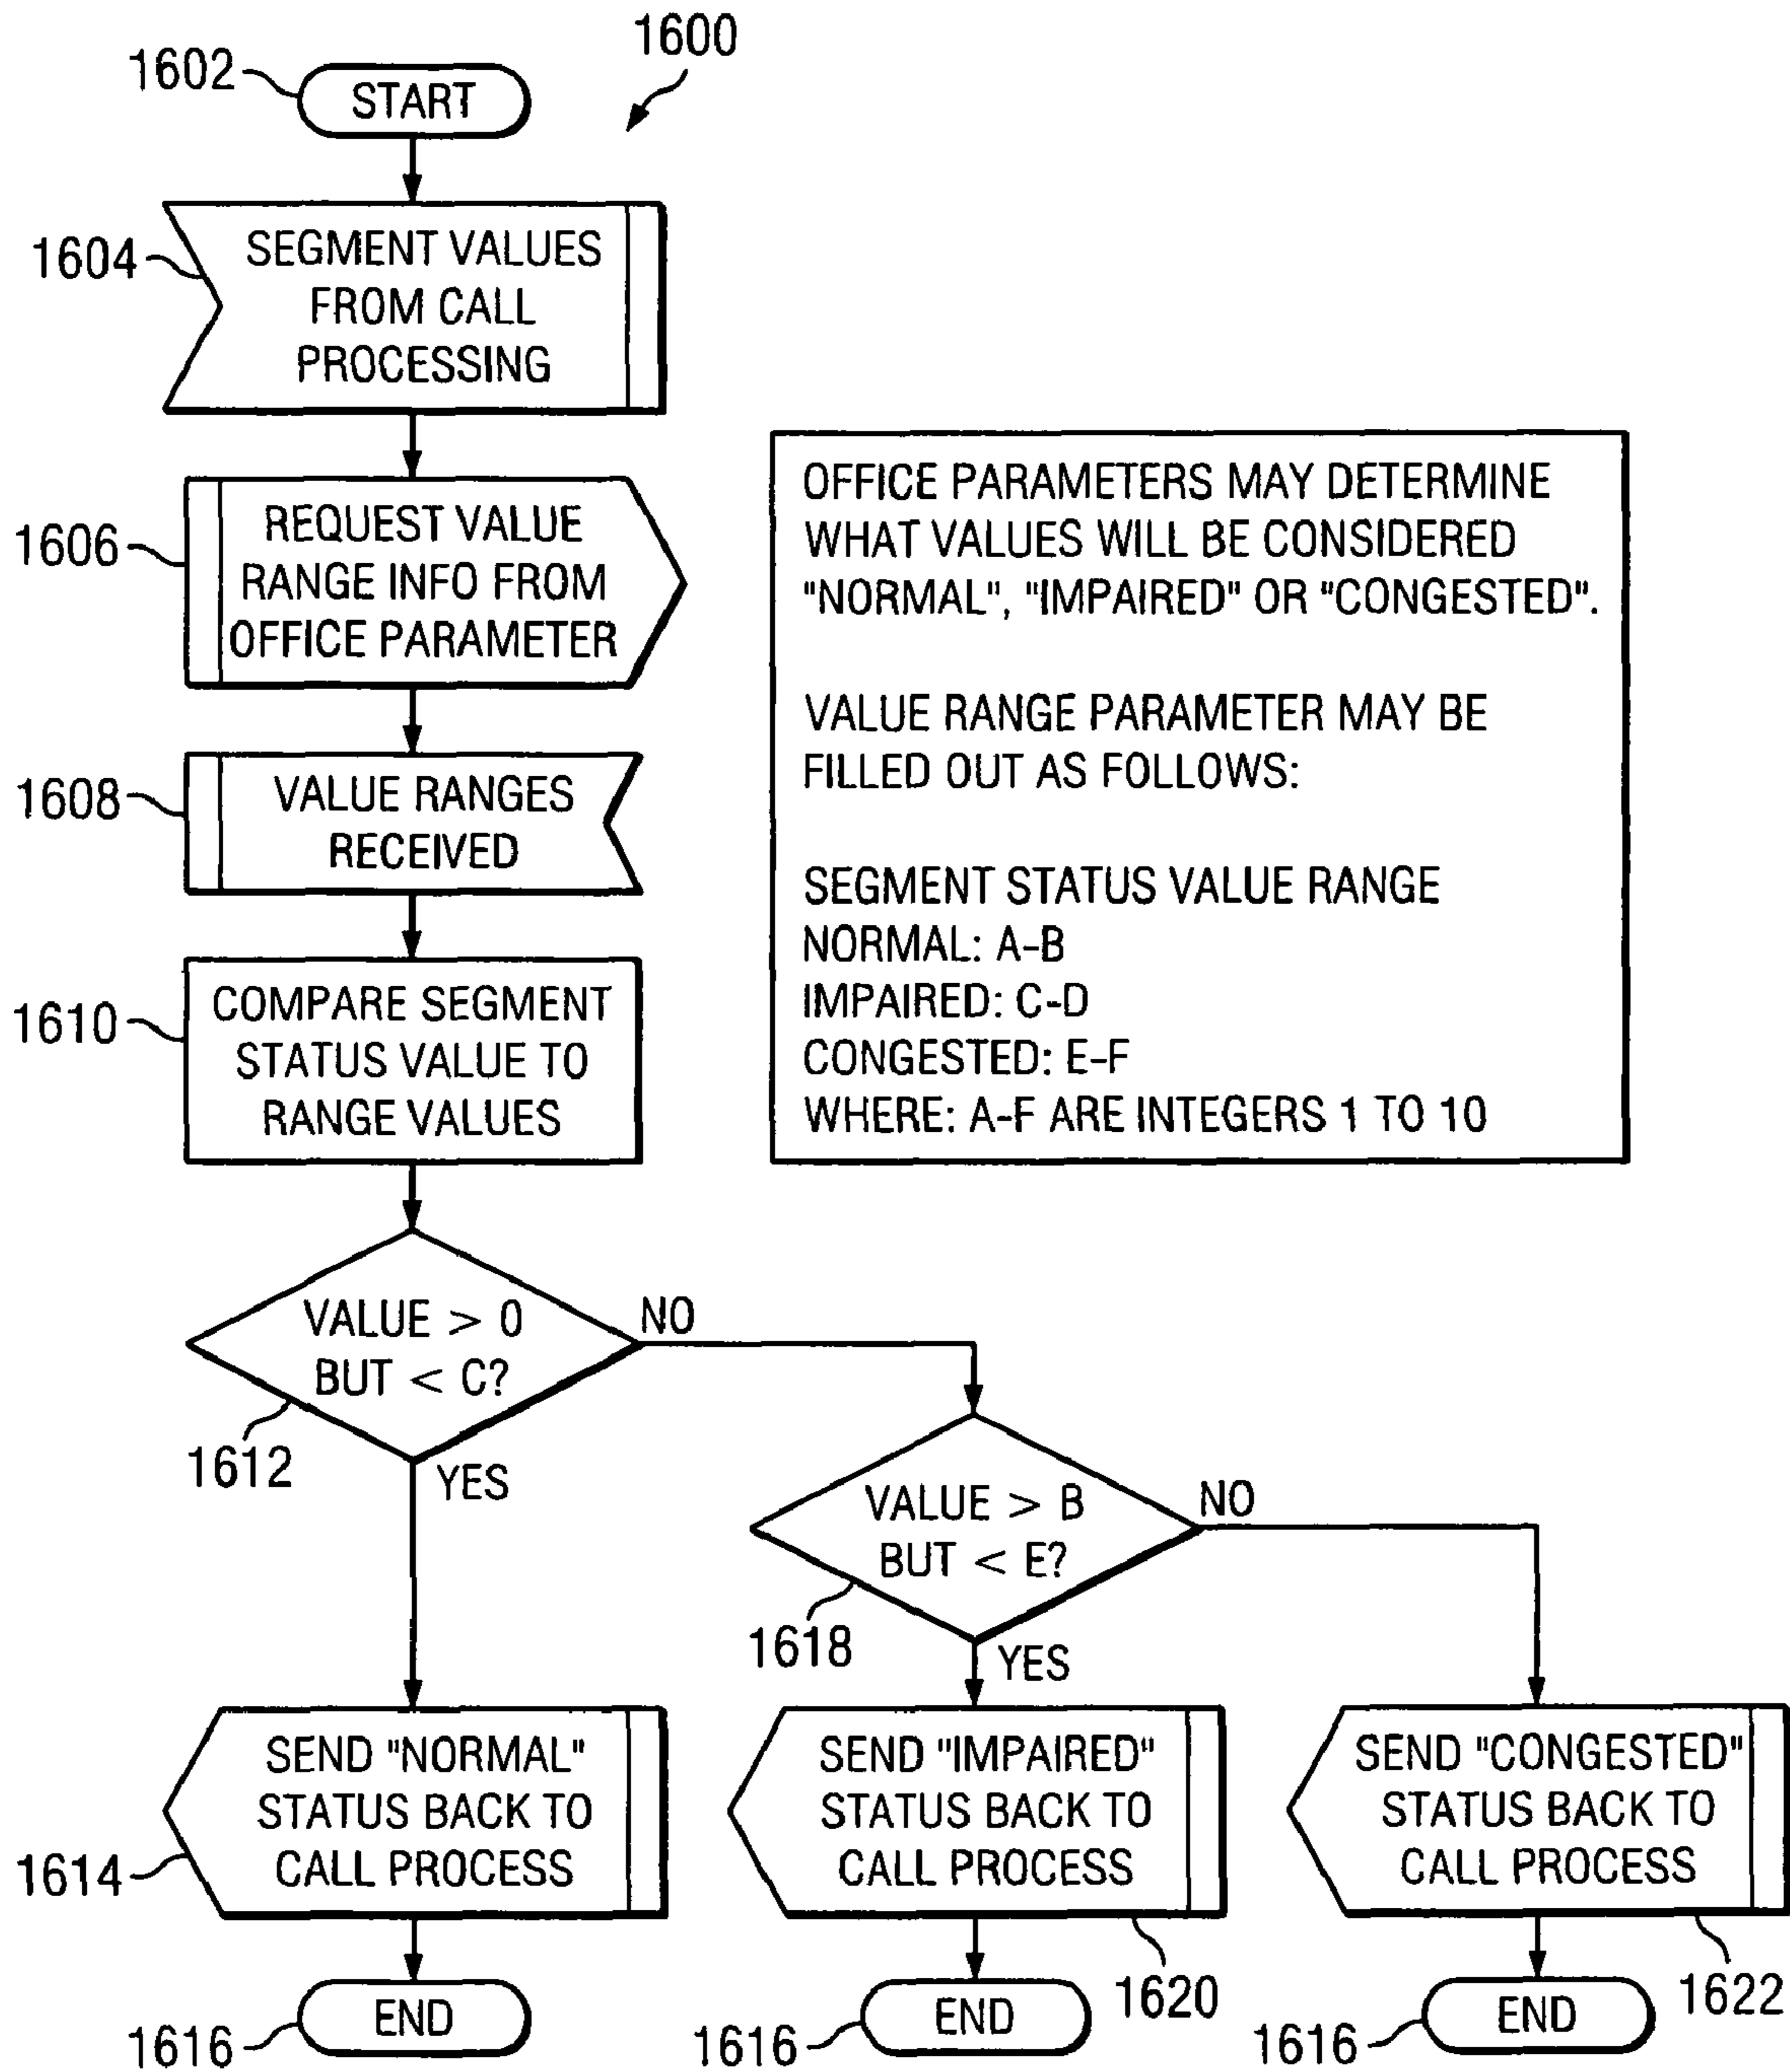 1600
1602
START
1604
SEGMENT VALUES
FROM CALL
PROCESSING
1606
REQUEST VALUE
RANGE INFO FROM
OFFICE PARAMETER
1608
VALUE RANGES
RECEIVED
1610
COMPARE SEGMENT
STATUS VALUE TO
RANGE VALUES
OFFICE PARAMETERS MAY DETERMINE
WHAT VALUES WILL BE CONSIDERED
"NORMAL", "IMPAIRED" OR "CONGESTED".
VALUE RANGE PARAMETER MAY BE
FILLED OUT AS FOLLOWS:
SEGMENT STATUS VALUE RANGE
NORMAL: A-B
IMPAIRED: C-D
CONGESTED: E-F
WHERE: A-F ARE INTEGERS 1 TO 10
VALUE > 0
BUT < C?
NO
1612
YES
VALUE > B
BUT < E?
NO
1618
YES
SEND "NORMAL"
STATUS BACK TO
CALL PROCESS
1614
SEND "IMPAIRED"
STATUS BACK TO
CALL PROCESS
1620
SEND "CONGESTED"
STATUS BACK TO
CALL PROCESS
1622
1616
END
1616
END
1616
END